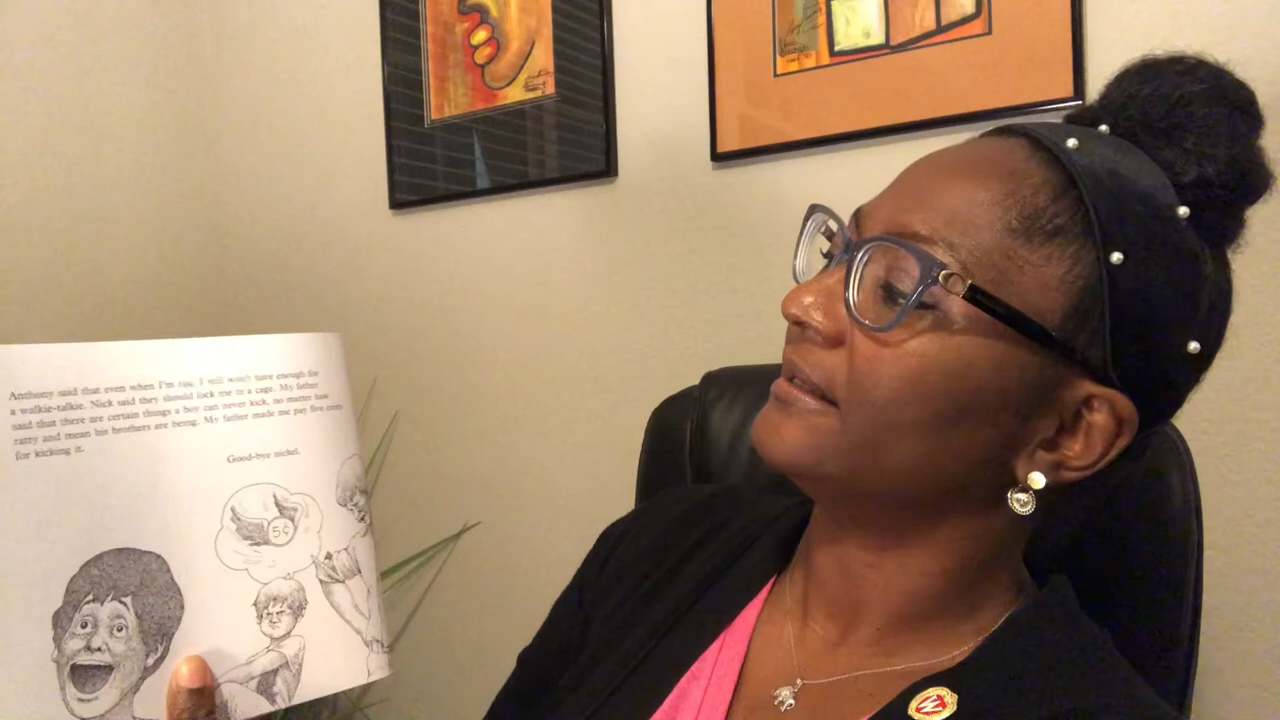 Anthony said that even when I'm rau, I still won't have enough for
a walkie-talkie. Nick said they should lock me in a cage. My father
said that there are certain things a boy can never kick, no matter how
ratty and mean his brothers are being. My father made me pay five cents
for kicking it.
Good-bye nickel.
5¢
W